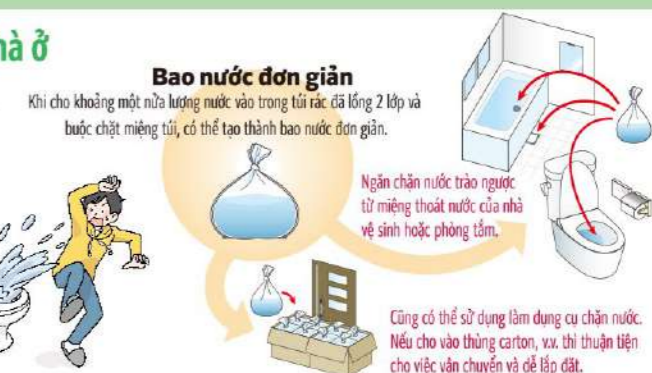 hà ở
Bao nước đơn giản
Khi cho khoảng một nửa lượng nước vào trong túi rác đã lồng 2 lớp và
buộc chặt miệng túi, có thể tạo thành bao nước đơn giản.
Ngăn chặn nước trào ngược
từ miệng thoát nước của nhà
vệ sinh hoặc phòng tắm.
Cũng có thể sử dụng làm dụng cụ chặn nước.
Nếu cho vào thùng carton, v.v. thì thuận tiện
cho việc vận chuyển và dễ lắp đặt.